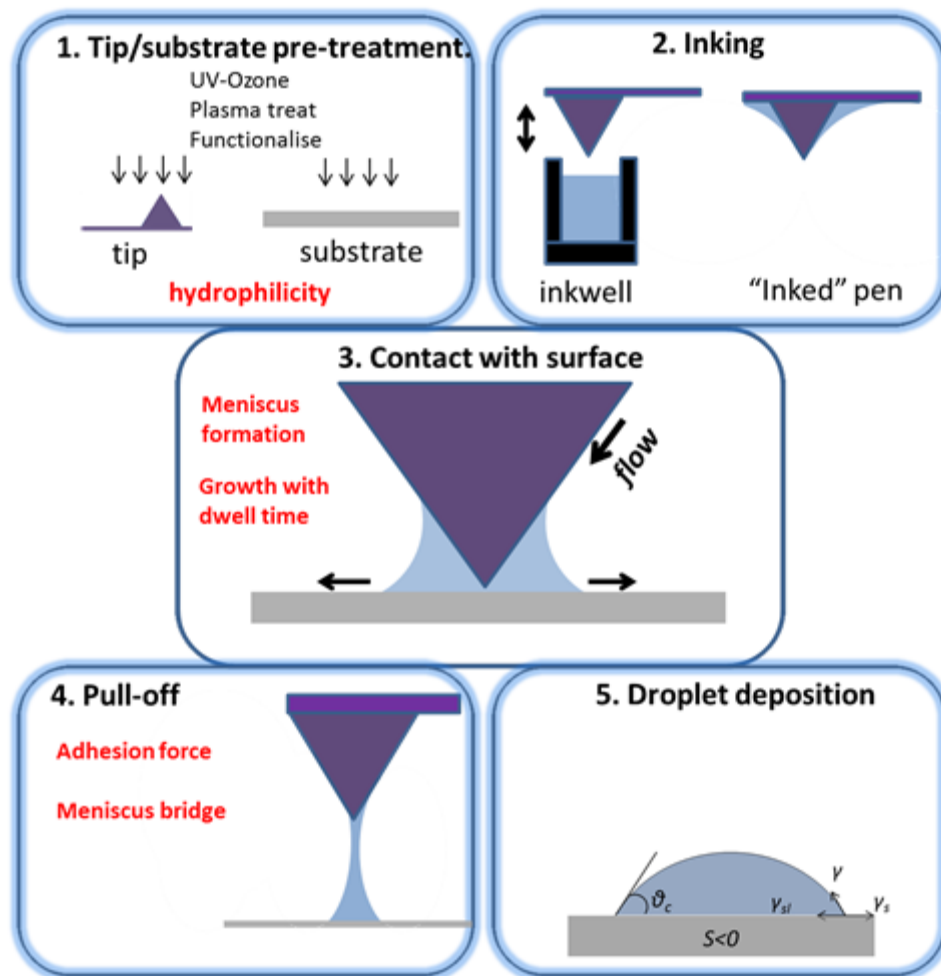 1. Tip/substrate pre-treatment.
UV-Ozone
Plasma treat
Functionalise
tip
substrate
hydrophilicity
2. Inking
inkwell
“Inked” pen
3. Contact with surface
Meniscus
formation
Growth with
dwell time
flow
4. Pull-off
Adhesion force
Meniscus bridge
5. Droplet deposition
ϑc
γsl
γ
γs
S<0